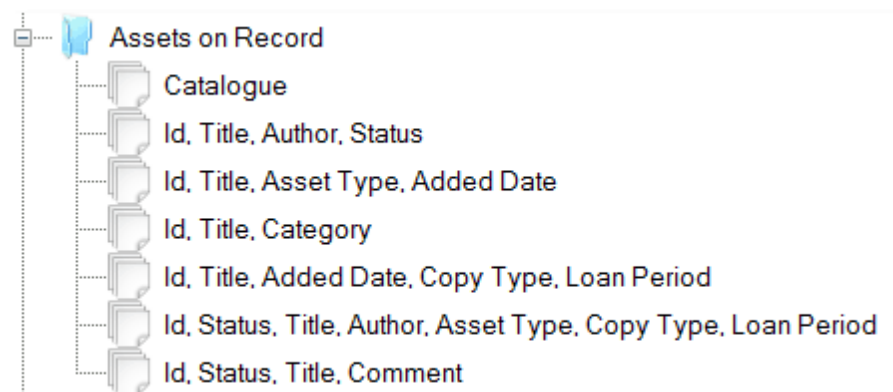 Assets on Record
Catalogue
Id, Title, Author, Status
Id, Title, Asset Type, Added Date
Id, Title, Category
Id, Title, Added Date, Copy Type, Loan Period
Id, Status, Title, Author, Asset Type, Copy Type, Loan Period
Id, Status, Title, Comment